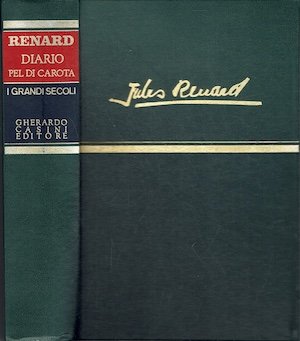 RENARD
DIARIO
PEL DI CAROTA
I GRANDI SECOLI
GHERARDO
CASINI
EDITORE
Jules Renard